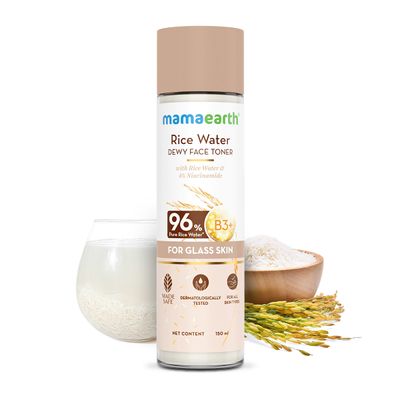 mamaearth
Rice Water
DEWY FACE TONER
with Rice Water &
4% Niacinamide
96%
Pure Rice Water*
B3+
FOR GLASS SKIN
MADE
SAFE
DERMATOLOGICALLY
TESTED
FOR ALL
SKIN TYPES
NET CONTENT 150 ml